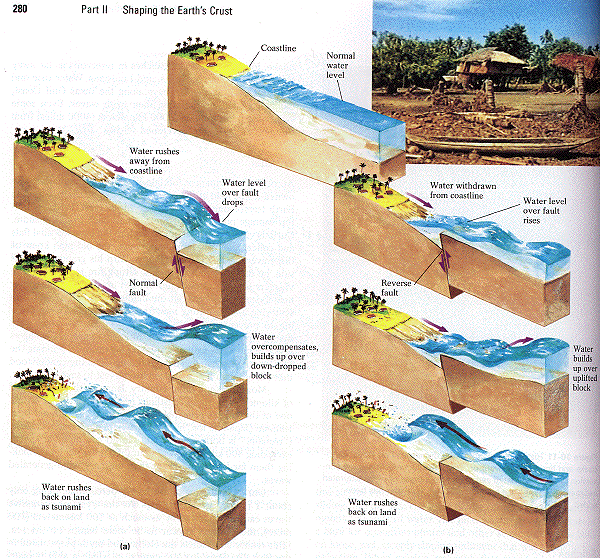 280
Part II Shaping the Earth's Crust
Coastline
Normal
water
level
Water rushes
away from
coastline
Water level
over fault
drops
Normal
fault
Water
overcompensates,
builds up over
down-dropped
block
Water rushes
back on land
as tsunami
(a)
Water withdrawn
from coastline
Water level
over fault
rises
Reverse
fault
Water
builds
up over
uplifted
block
Water rushes
back on land
as tsunami
(b)